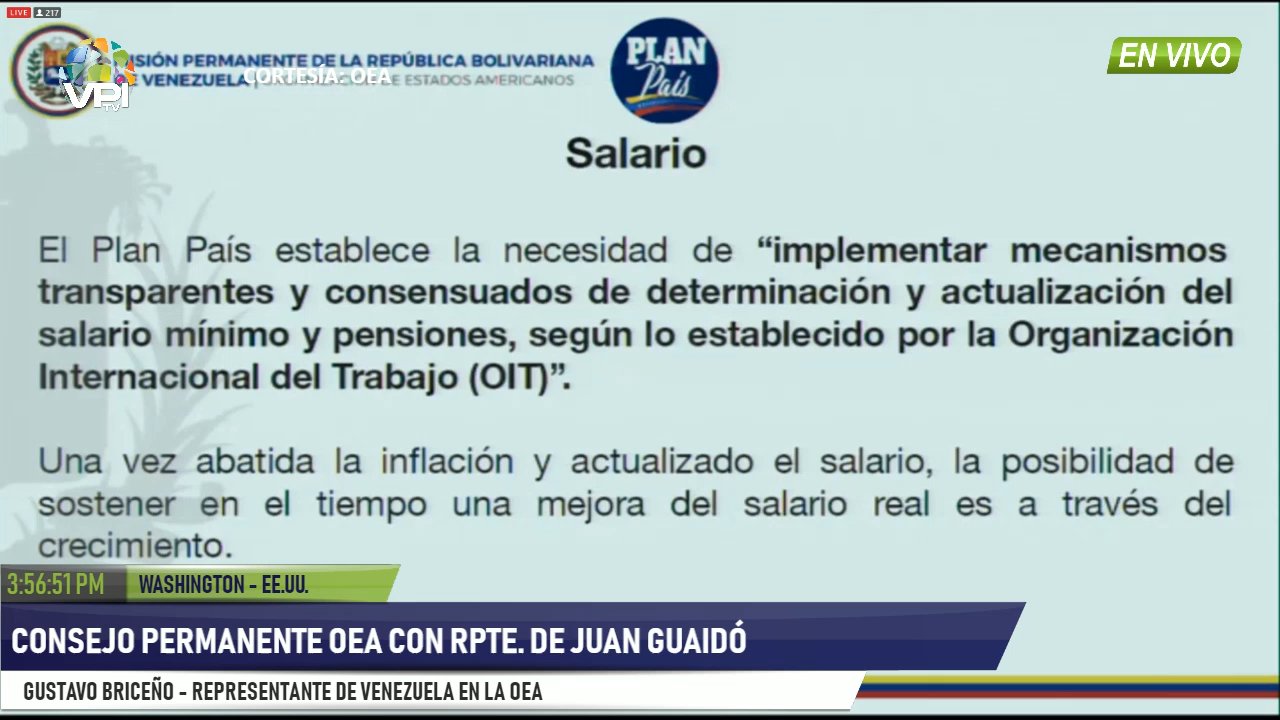 LIVE 217
EN VIVO
PLAN
País
SIÓN PERMANENTE DE LA REPÚBLICA BOLIVARIANA
VENEZUELA DE ESTADOS AMERICANOS
CORTESÍA: OEA
VPI
TV
Salario
El Plan País establece la necesidad de “implementar mecanismos
transparentes y consensuados de determinación y actualización del
salario mínimo y pensiones, según lo establecido por la Organización
Internacional del Trabajo (OIT)”.
Una vez abatida la inflación y actualizado el salario, la posibilidad de
sostener en el tiempo una mejora del salario real es a través del
crecimiento.
3:56:51 PM WASHINGTON - EE.UU.
CONSEJO PERMANENTE OEA CON RPTE. DE JUAN GUAIDÓ
GUSTAVO BRICEÑO - REPRESENTANTE DE VENEZUELA EN LA OEA